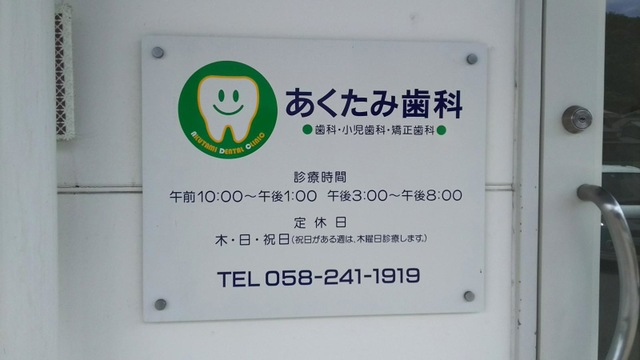 あくたみ歯科
●歯科・小児歯科・矯正歯科●
AKUTAMI DENTAL CLINIC
診療時間
午前10:00～午後1:00 午後3:00～午後8:00
定休日
木・日・祝日(祝日がある週は、木曜日診療します。)
TEL 058-241-1919